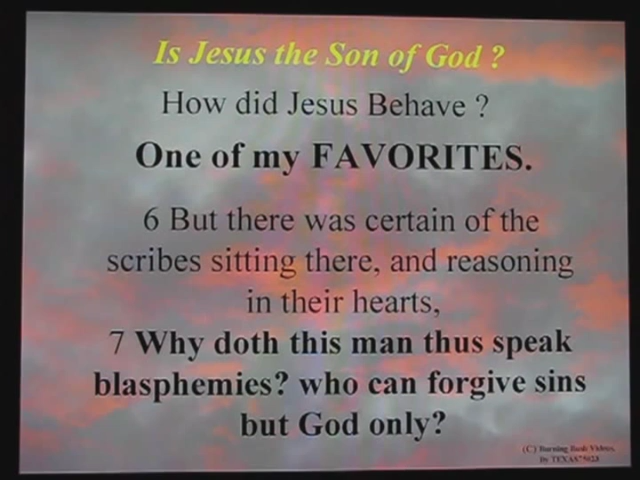 Is Jesus the Son of God ?
How did Jesus Behave ?
One of my FAVORITES.
6 But there was certain of the
scribes sitting there, and reasoning
in their hearts,
7 Why doth this man thus speak
blasphemies? who can forgive sins
but God only?
(C) Burning Bush Videos,
By